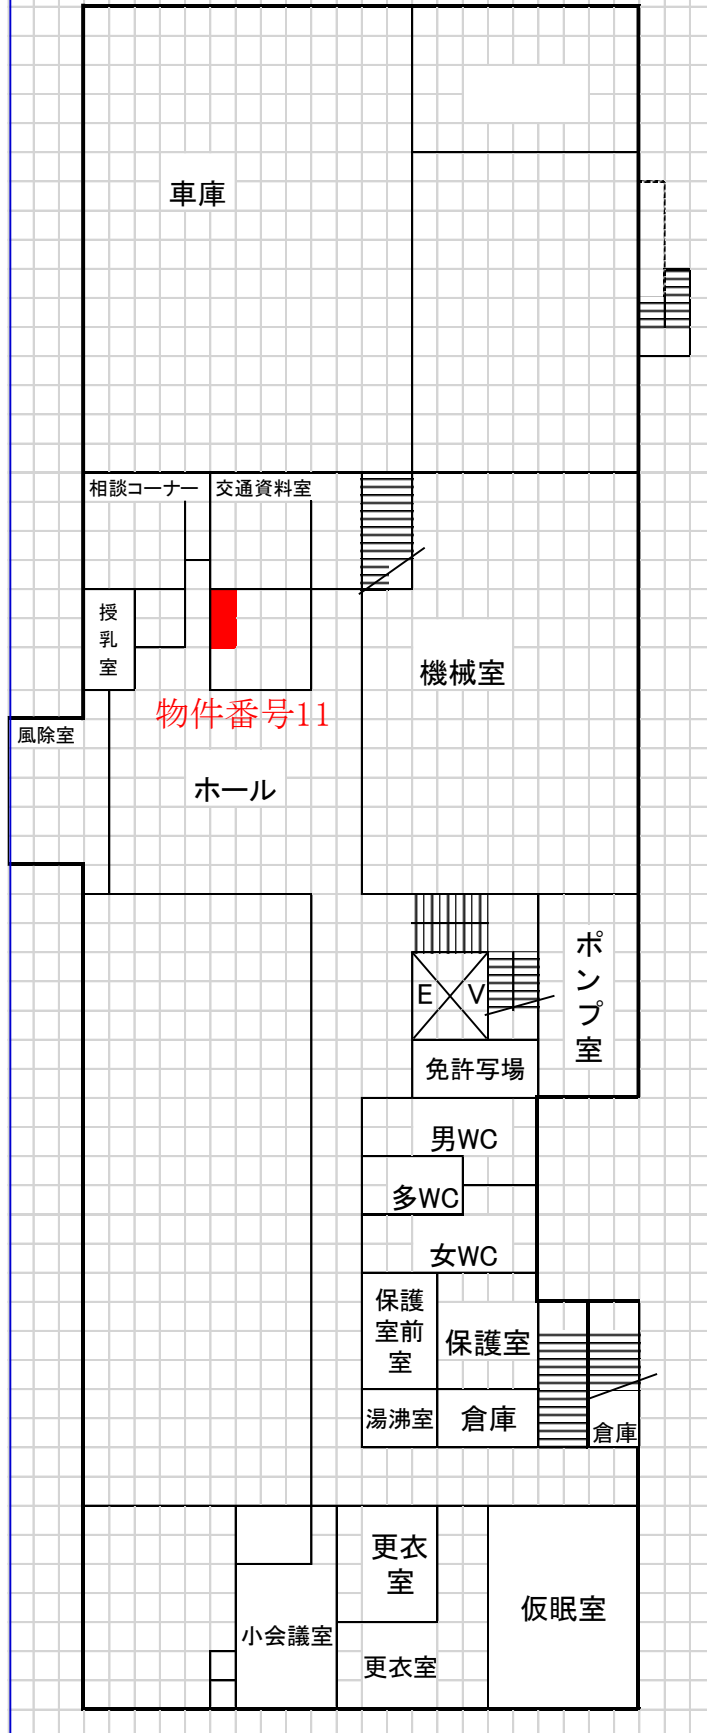 車庫
相談コーナー
交通資料室
授
乳
室
機械室
物件番号11
風除室
ホール
ポ
ン
プ
室
E V
免許写場
男WC
多WC
女WC
保護
室前
室
保護室
湯沸室
倉庫
倉庫
更衣
室
仮眠室
小会議室
更衣室